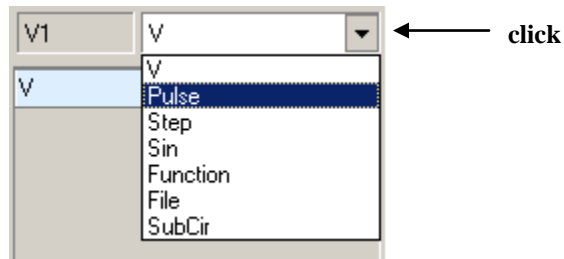 V1 V click
V
V
Pulse
Step
Sin
Function
File
SubCir